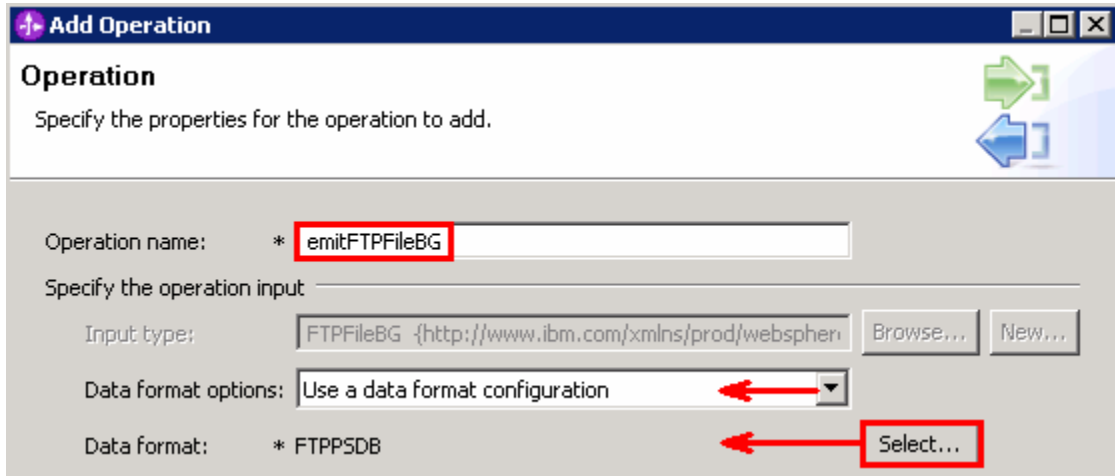 Add Operation
Operation
Specify the properties for the operation to add.
Operation name: * emitFTPFileBG
Specify the operation input
Input type: FTPFileBG {http://www.ibm.com/xmlns/prod/websphere Browse... New...
Data format options: Use a data format configuration
Data format: * FTPPSDB Select...